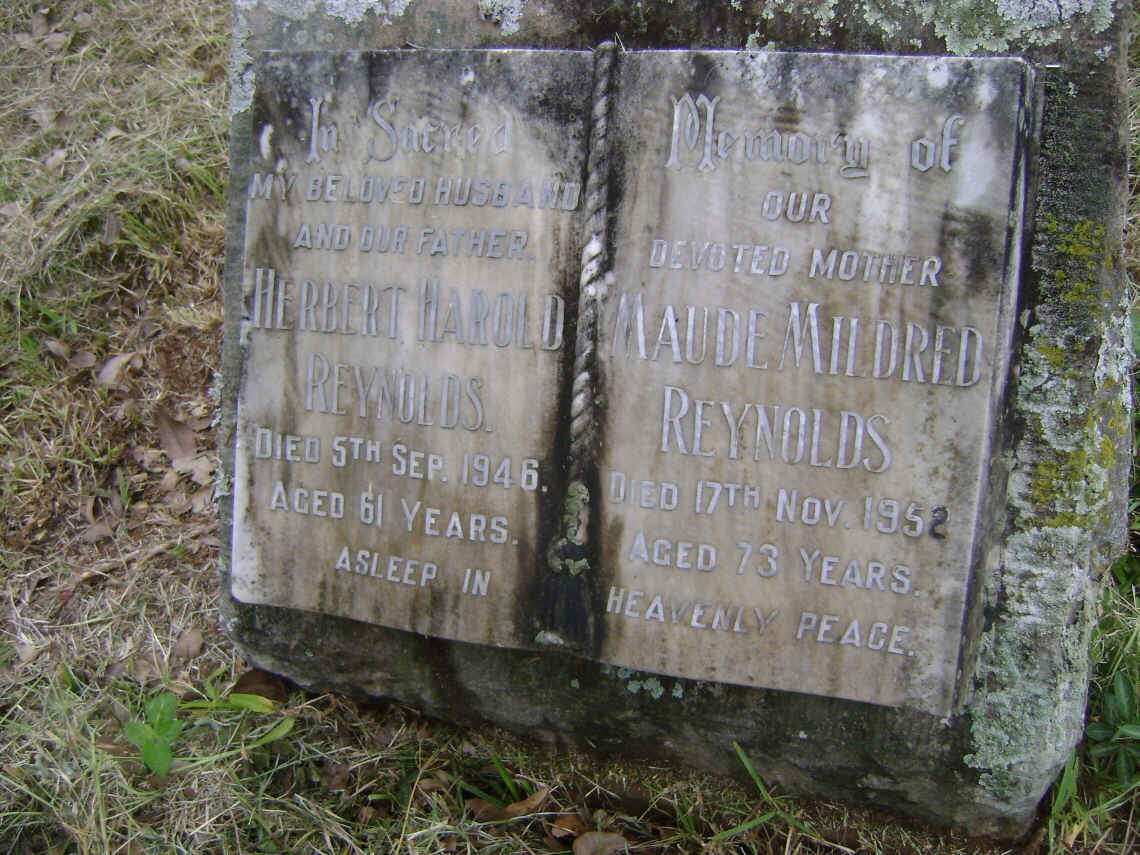 In Sacred Memory of
MY BELOVED HUSBAND
AND OUR FATHER.
HERBERT HAROLD
REYNOLDS.
DIED 5TH SEP. 1946.
AGED 61 YEARS.
ASLEEP IN
OUR
DEVOTED MOTHER
MAUDE MILDRED
REYNOLDS
DIED 17TH NOV. 1952
AGED 73 YEARS.
HEAVENLY PEACE.